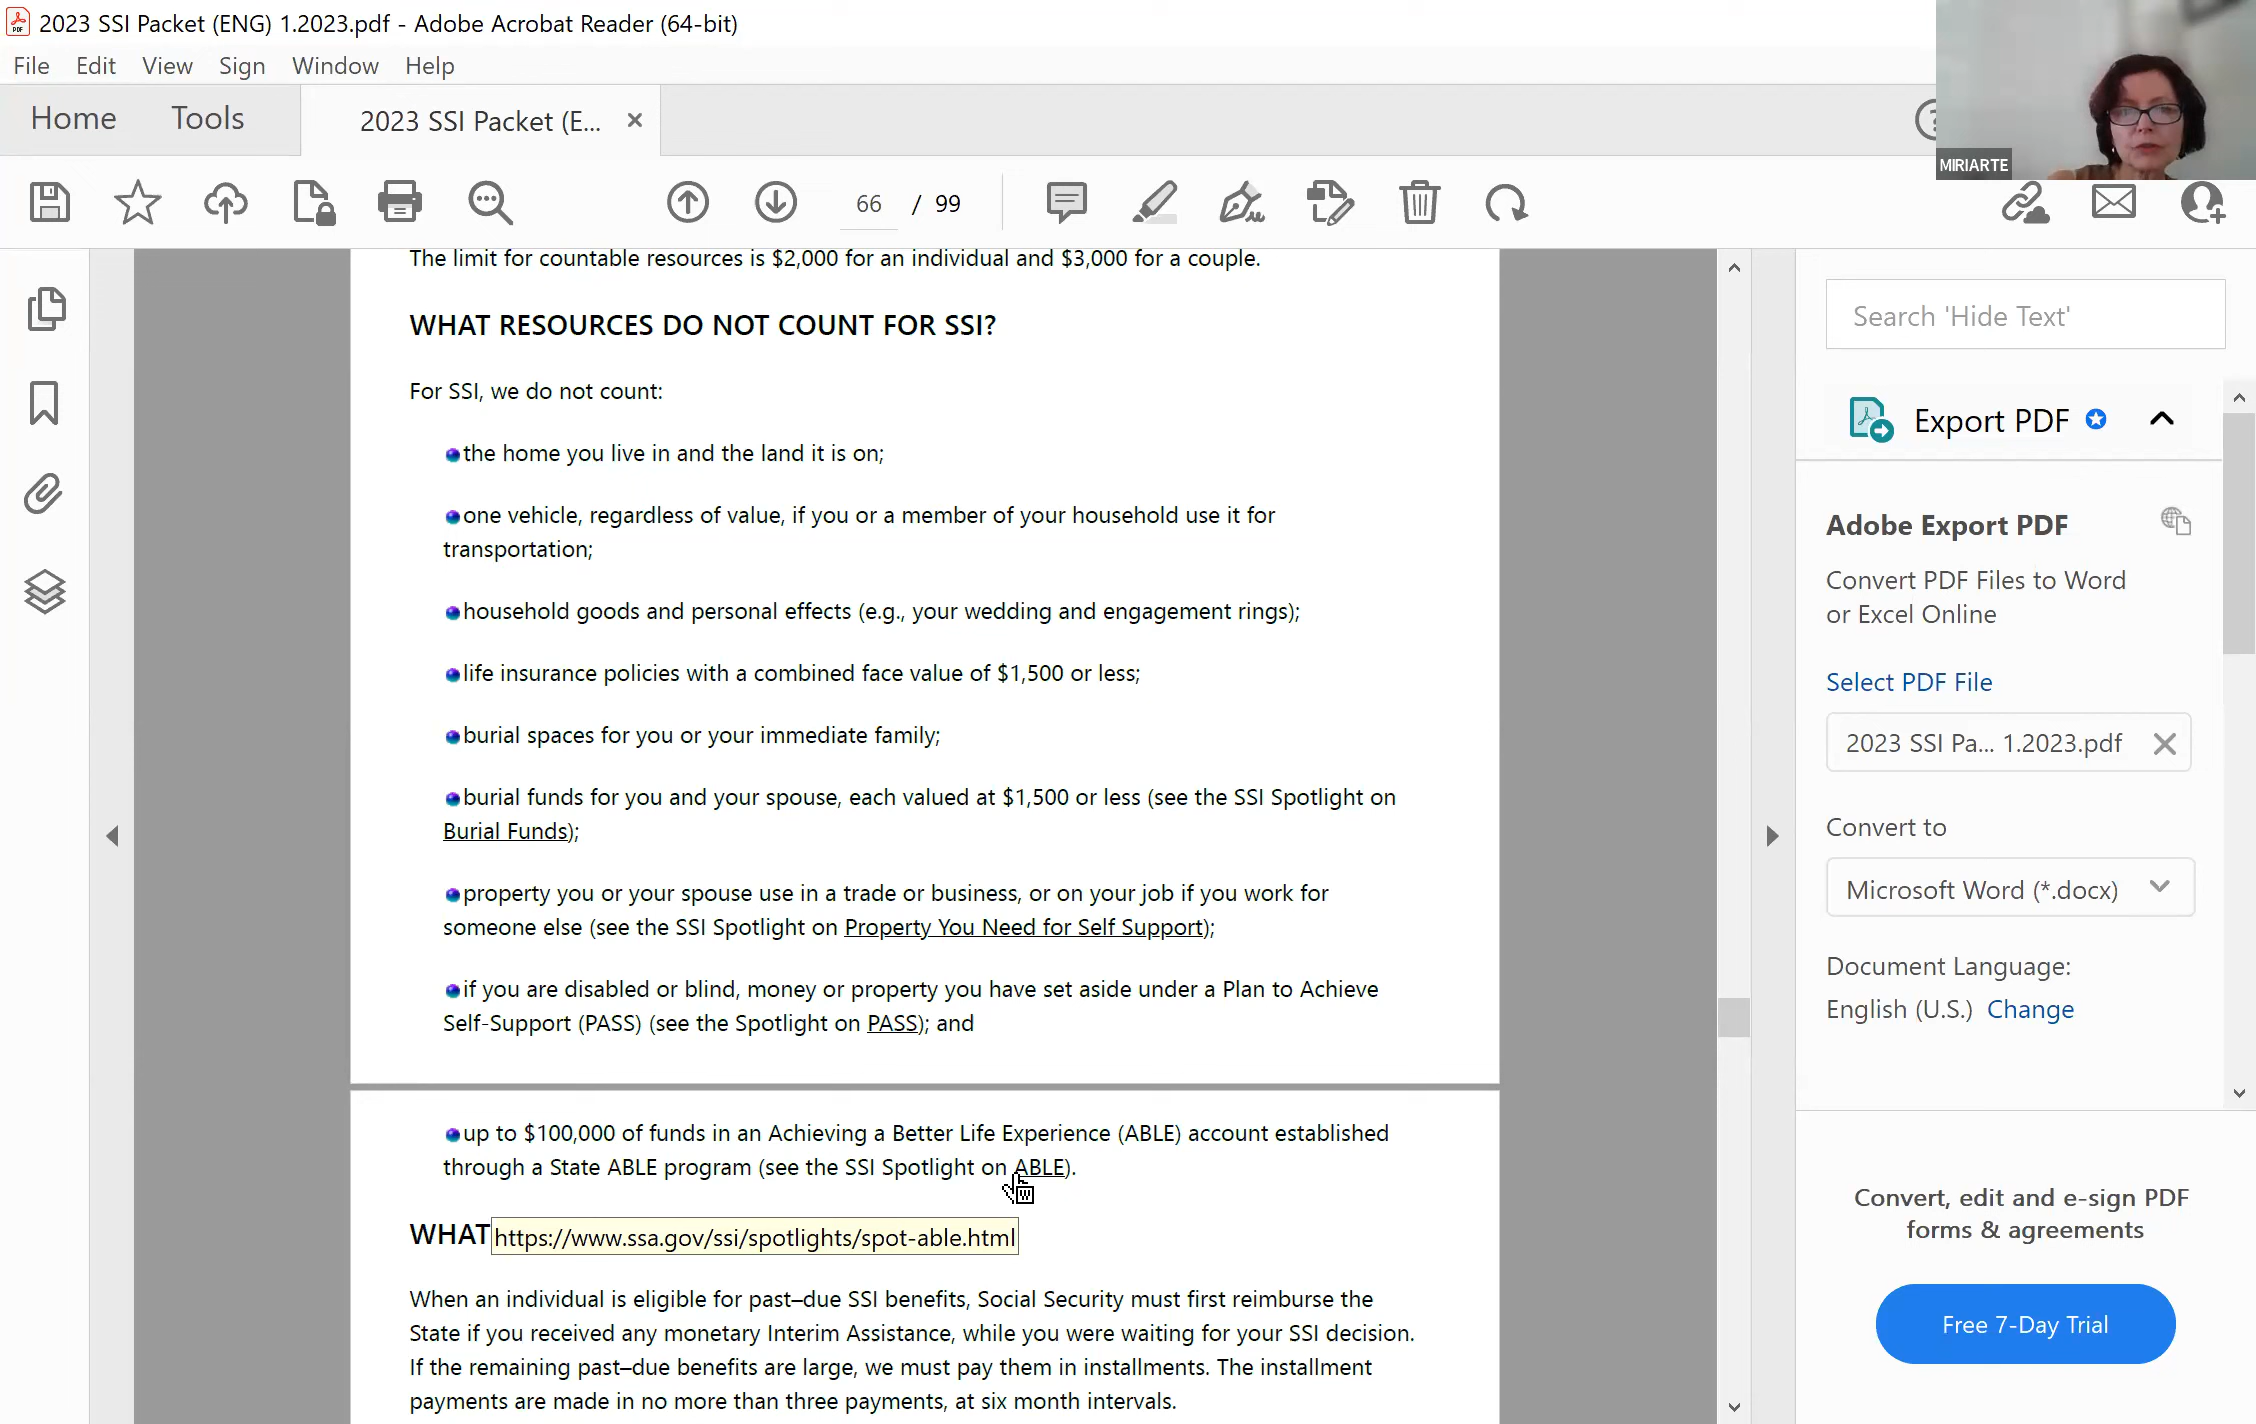 2023 SSI Packet (ENG) 1.2023.pdf - Adobe Acrobat Reader (64-bit)
File Edit View Sign Window Help
Home Tools 2023 SSI Packet (E... ×
MIRIARTE
66 / 99
The limit for countable resources is $2,000 for an individual and $3,000 for a couple.
WHAT RESOURCES DO NOT COUNT FOR SSI?
For SSI, we do not count:
the home you live in and the land it is on;
one vehicle, regardless of value, if you or a member of your household use it for
transportation;
household goods and personal effects (e.g., your wedding and engagement rings);
life insurance policies with a combined face value of $1,500 or less;
burial spaces for you or your immediate family;
burial funds for you and your spouse, each valued at $1,500 or less (see the SSI Spotlight on
Burial Funds);
property you or your spouse use in a trade or business, or on your job if you work for
someone else (see the SSI Spotlight on Property You Need for Self Support);
if you are disabled or blind, money or property you have set aside under a Plan to Achieve
Self-Support (PASS) (see the Spotlight on PASS); and
up to $100,000 of funds in an Achieving a Better Life Experience (ABLE) account established
through a State ABLE program (see the SSI Spotlight on ABLE).
WHAT
https://www.ssa.gov/ssi/spotlights/spot-able.html
When an individual is eligible for past–due SSI benefits, Social Security must first reimburse the
State if you received any monetary Interim Assistance, while you were waiting for your SSI decision.
If the remaining past–due benefits are large, we must pay them in installments. The installment
payments are made in no more than three payments, at six month intervals.
Search 'Hide Text'
Export PDF
Adobe Export PDF
Convert PDF Files to Word
or Excel Online
Select PDF File
2023 SSI Pa... 1.2023.pdf
Convert to
Microsoft Word (*.docx)
Document Language:
English (U.S.) Change
Convert, edit and e-sign PDF
forms & agreements
Free 7-Day Trial